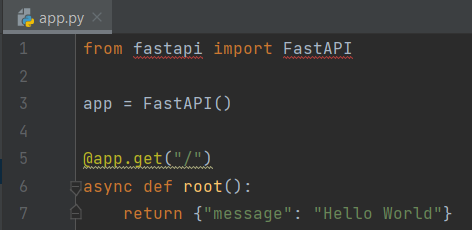 app.py
1 from fastapi import FastAPI
2
3 app = FastAPI()
4
5 @app.get("/")
6 async def root():
7     return {"message": "Hello World"}